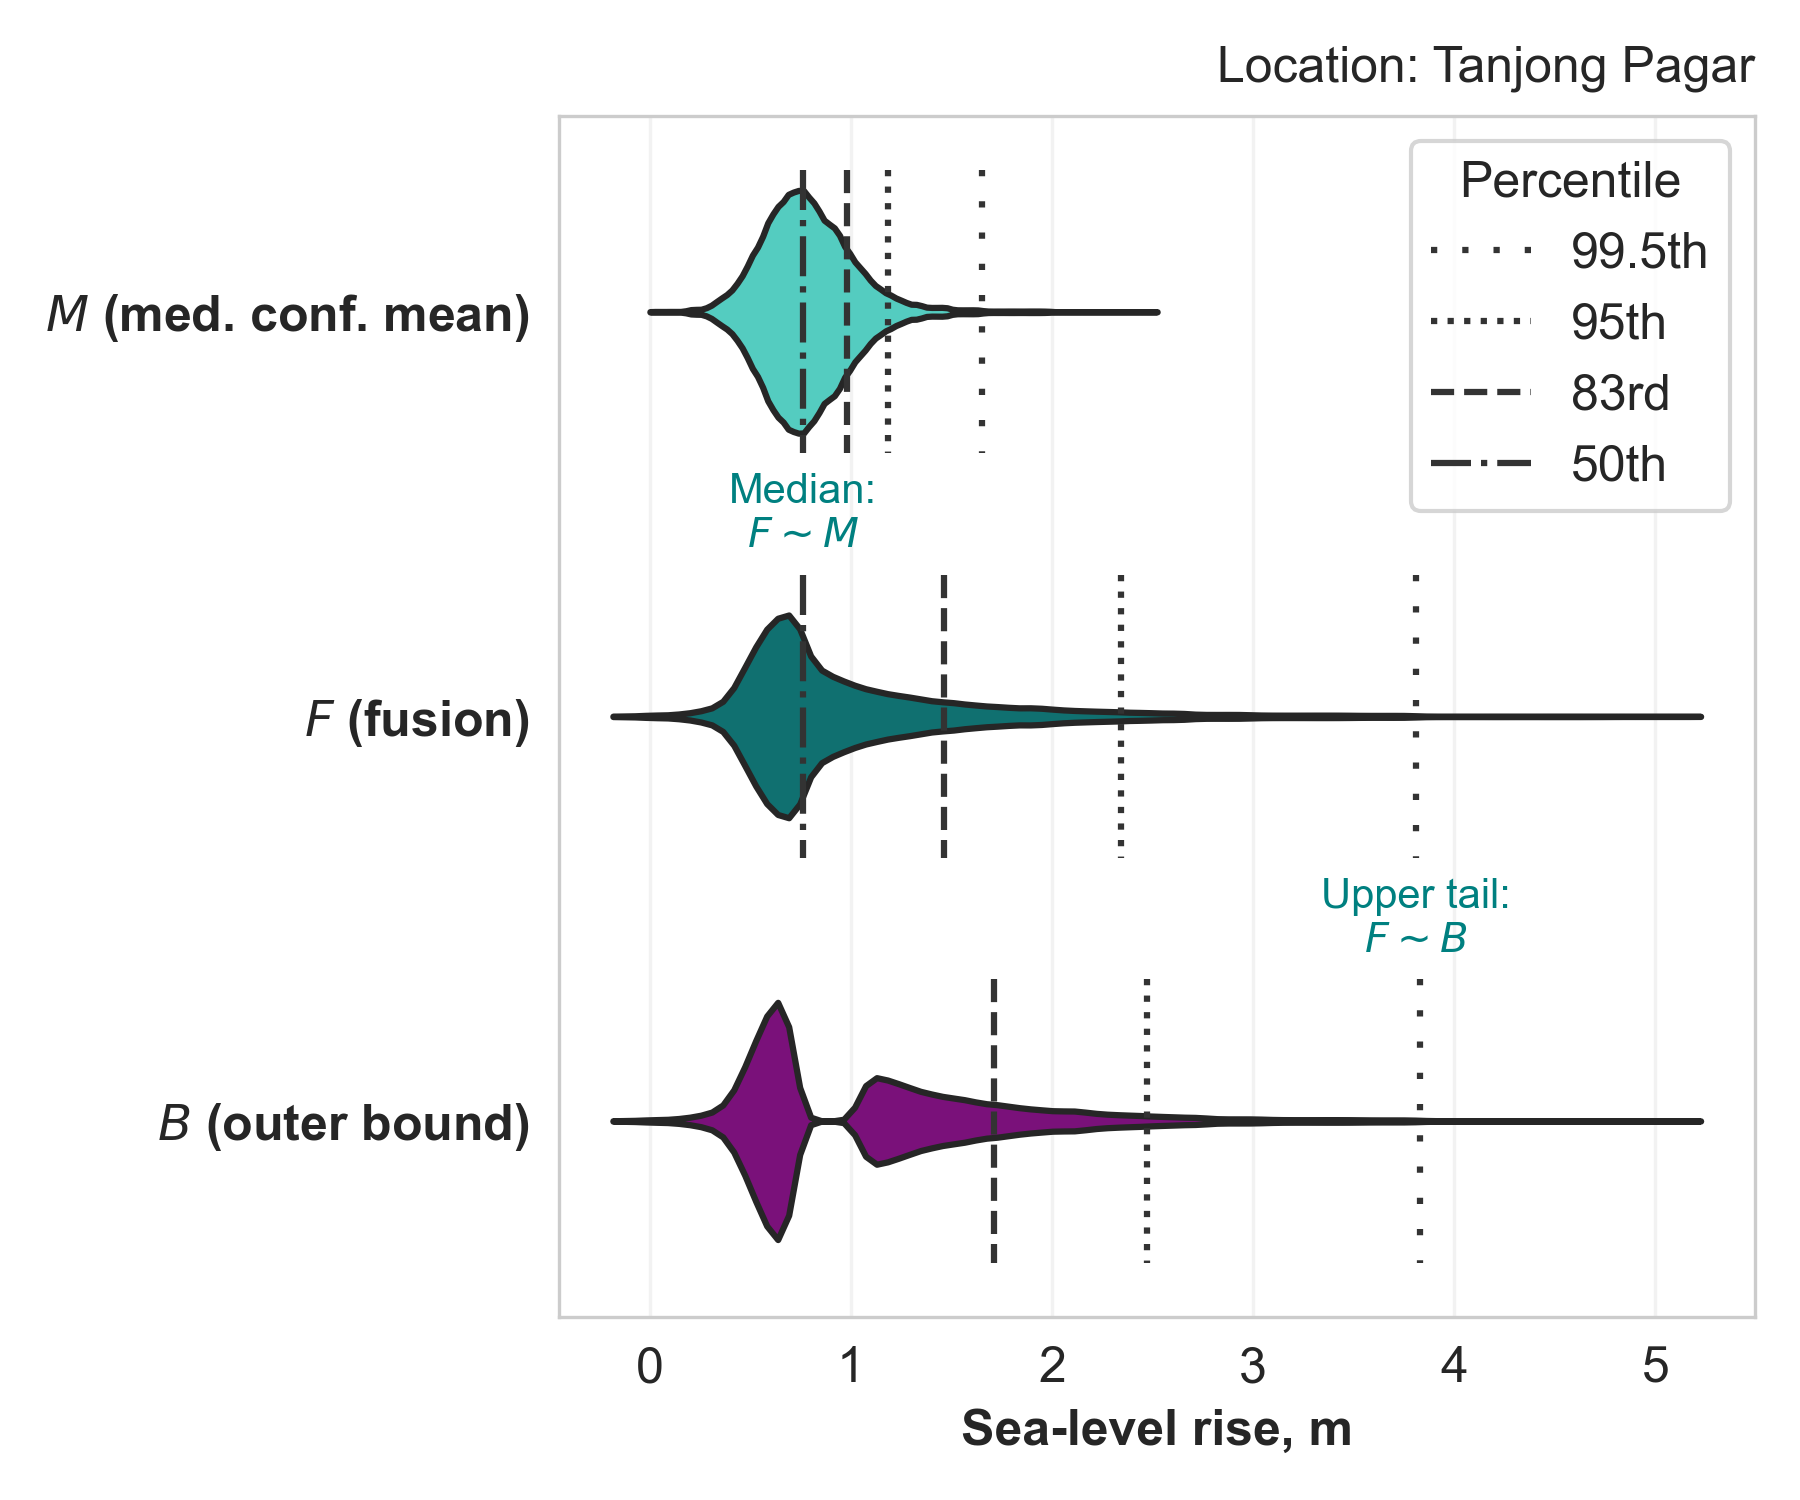 Location: Tanjong Pagar
Percentile
99.5th
95th
83rd
50th
M (med. conf. mean)
Median:
F ~ M
F (fusion)
Upper tail:
F ~ B
B (outer bound)
0 1 2 3 4 5
Sea-level rise, m